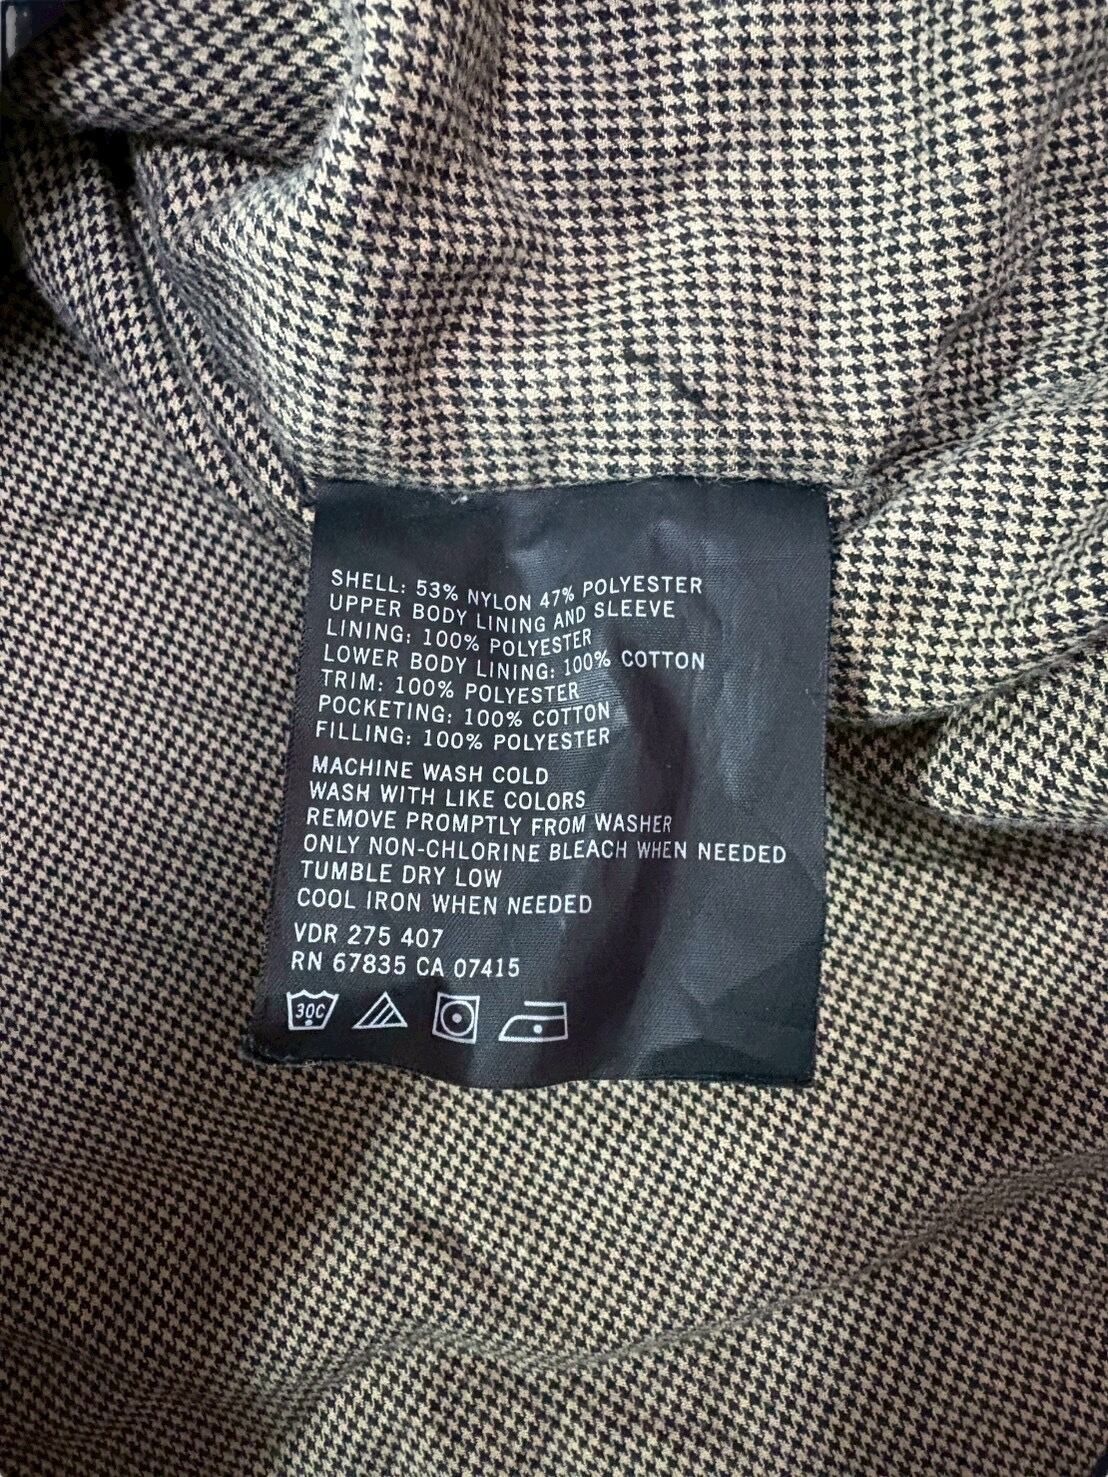 SHELL: 53% NYLON 47% POLYESTER
UPPER BODY LINING AND SLEEVE
LINING: 100% POLYESTER
LOWER BODY LINING: 100% COTTON
TRIM: 100% POLYESTER
POCKETING: 100% COTTON
FILLING: 100% POLYESTER
MACHINE WASH COLD
WASH WITH LIKE COLORS
REMOVE PROMPTLY FROM WASHER
ONLY NON-CHLORINE BLEACH WHEN NEEDED
TUMBLE DRY LOW
COOL IRON WHEN NEEDED
VDR 275 407
RN 67835 CA 07415
30C